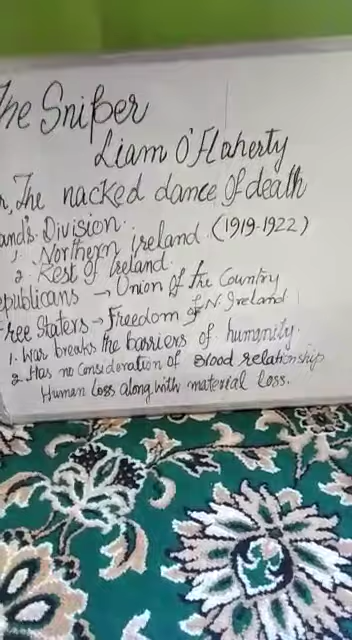 he Sniper
Liam O'Flaherty
r, The nacked dance Of death
and's Division:
1. Northern ireland (1919-1922)
2. Rest of Ireland.
epublicans → Union Of The Country
ree Staters → Freedom of N. Ireland
1. War breaks the barriers of humanity.
2. Has no consideration of blood relationship
Human Loss along with material loss.